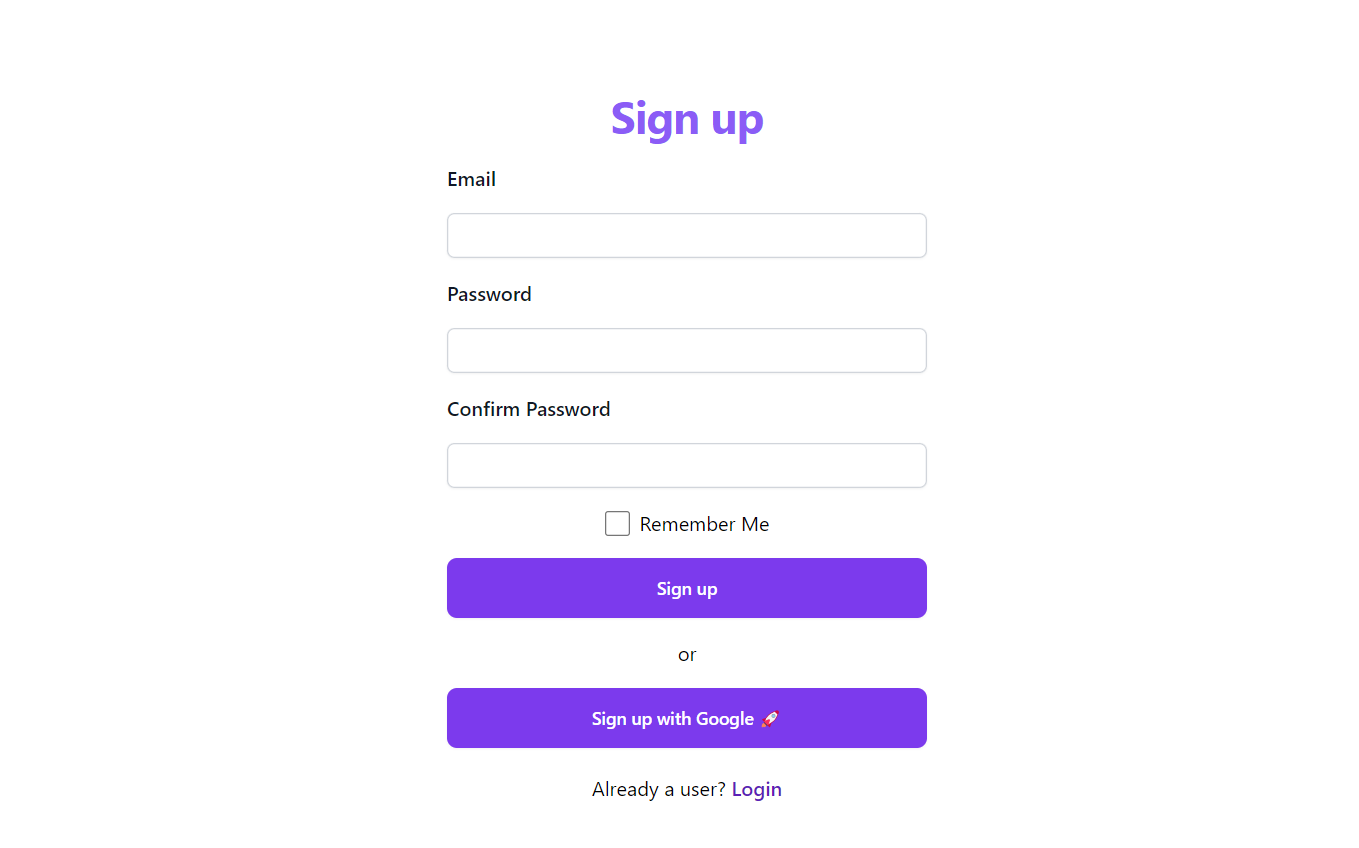 Sign up
Email
Password
Confirm Password
Remember Me
Sign up
or
Sign up with Google 🚀
Already a user? Login